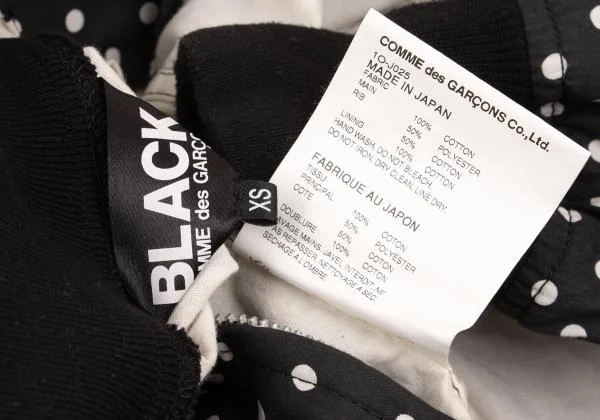 BLACK
COMME des GARÇONS
XS
COMME des GARÇONS Co., Ltd.
1O-J025
MADE IN JAPAN
FABRIC
MAIN 100% COTTON
RIB 50% POLYESTER
50% COTTON
LINING 100% COTTON
HAND WASH. DO NOT BLEACH.
DO NOT IRON. DRY CLEAN. LINE DRY.
FABRIQUE AU JAPON
TISSU
PRINCIPAL 100% COTON
COTE 50% POLYESTER
50% COTON
DOUBLURE 100% COTON
LAVAGE MAINS. JAVEL INTERDIT. NE
PAS REPASSER. NETTOYAGE A SEC.
SECHAGE A L'OMBRE.